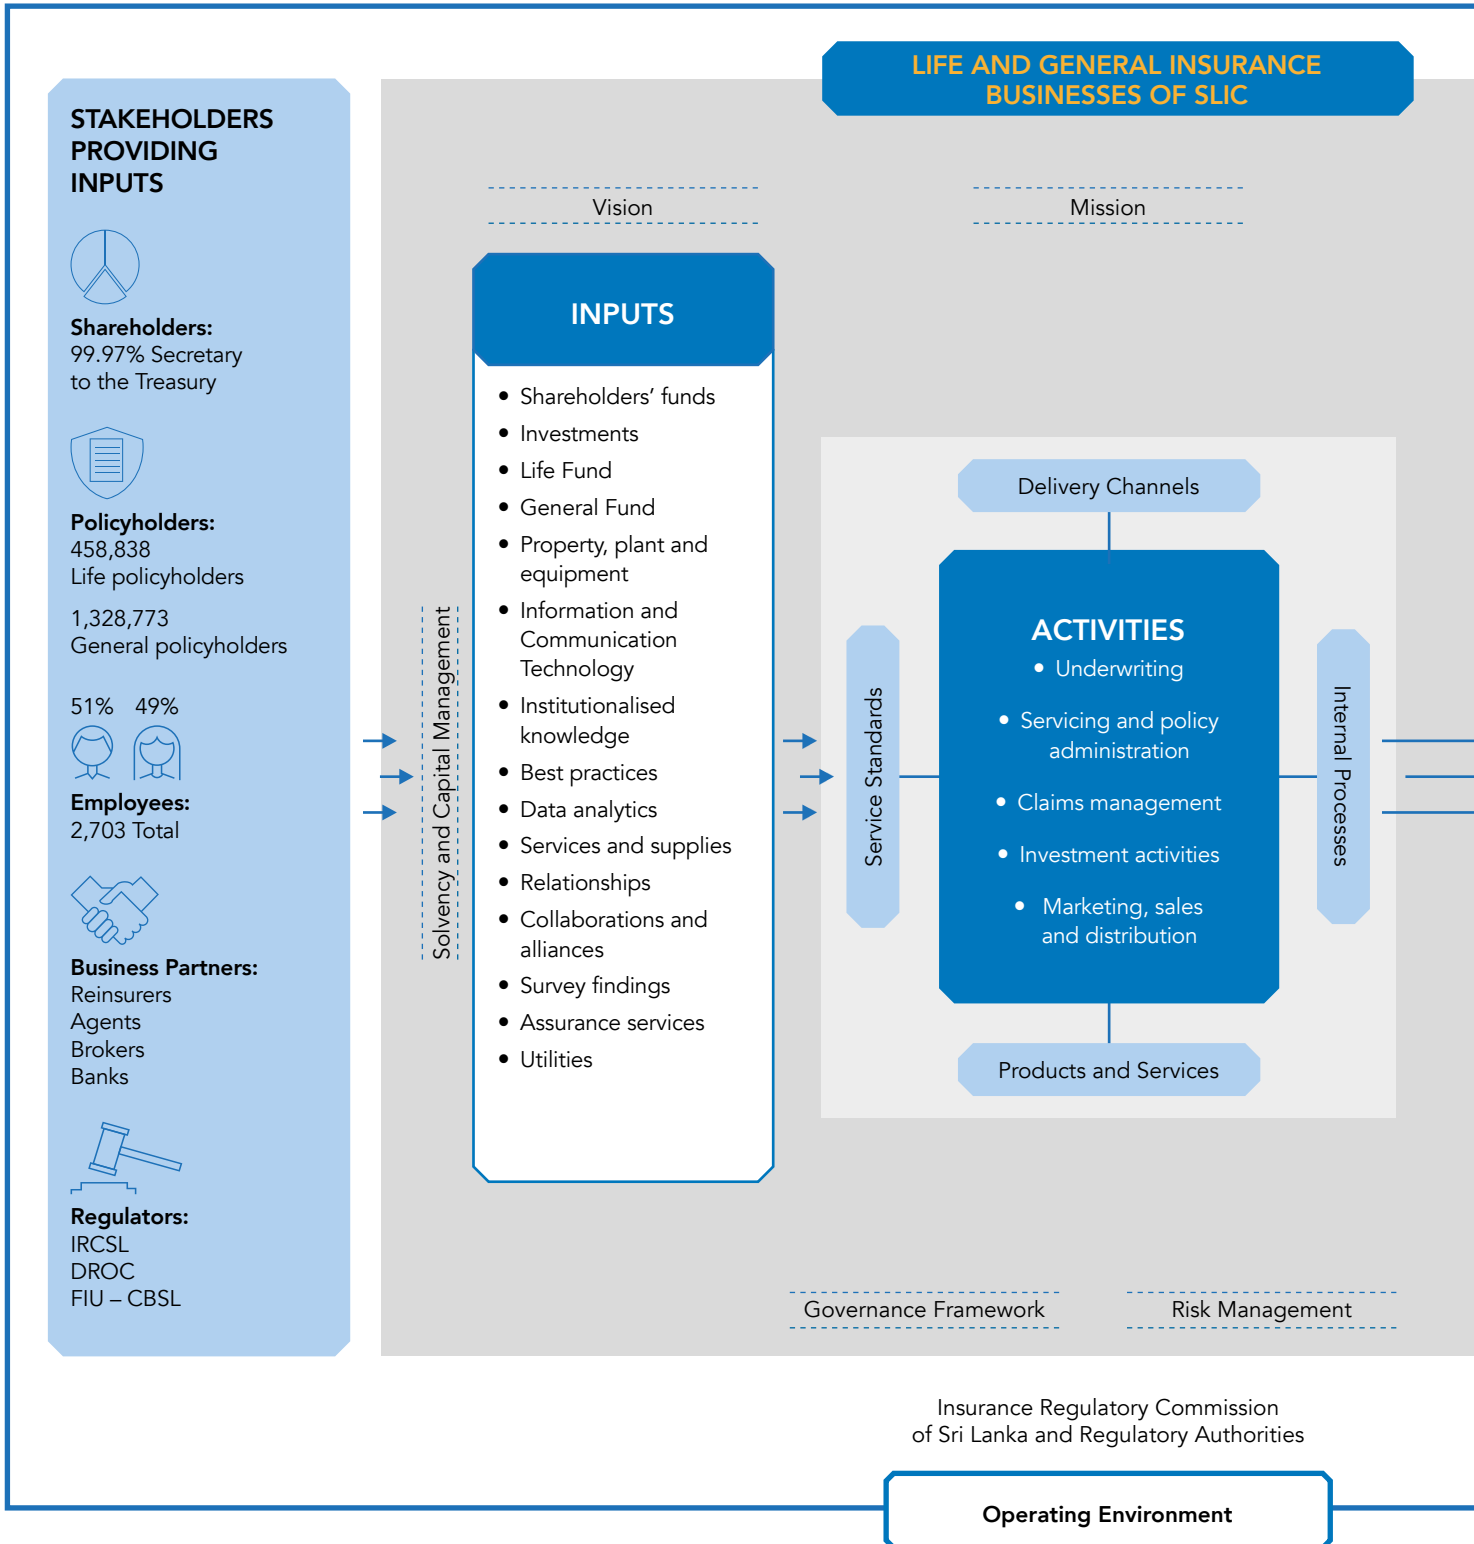 LIFE AND GENERAL INSURANCE
BUSINESSES OF SLIC
STAKEHOLDERS
PROVIDING
INPUTS
Shareholders:
99.97% Secretary
to the Treasury
Policyholders:
458,838
Life policyholders
1,328,773
General policyholders
51% 49%
Employees:
2,703 Total
Business Partners:
Reinsurers
Agents
Brokers
Banks
Regulators:
IRCSL
DROC
FIU – CBSL
Vision
Mission
Solvency and Capital Management
INPUTS
• Shareholders’ funds
• Investments
• Life Fund
• General Fund
• Property, plant and
equipment
• Information and
Communication
Technology
• Institutionalised
knowledge
• Best practices
• Data analytics
• Services and supplies
• Relationships
• Collaborations and
alliances
• Survey findings
• Assurance services
• Utilities
Delivery Channels
Service Standards
ACTIVITIES
• Underwriting
• Servicing and policy
administration
• Claims management
• Investment activities
• Marketing, sales
and distribution
Internal Processes
Products and Services
Governance Framework
Risk Management
Insurance Regulatory Commission
of Sri Lanka and Regulatory Authorities
Operating Environment